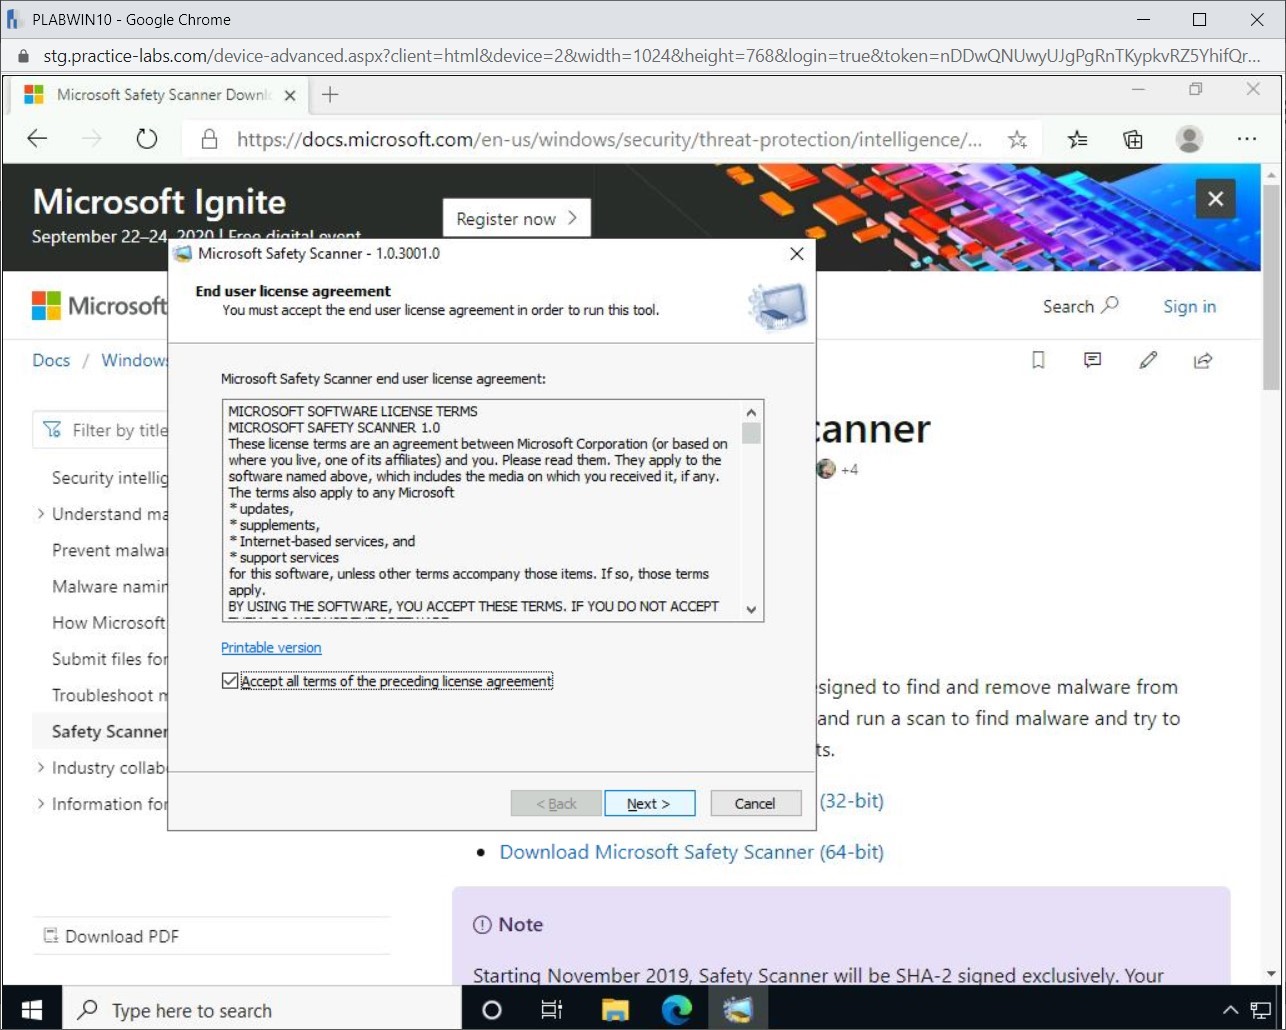 PLABWIN10 - Google Chrome
stg.practice-labs.com/device-advanced.aspx?client=html&device=2&width=1024&height=768&login=true&token=nDDwQNUwyUJgPgRnTKypkvRZ5YhifQr...
Microsoft Safety Scanner Downl
https://docs.microsoft.com/en-us/windows/security/threat-protection/intelligence/...
Microsoft Ignite
September 22–24, 2020 | Free digital event
Register now
Microsoft Safety Scanner - 1.0.3001.0
End user license agreement
You must accept the end user license agreement in order to run this tool.
Microsoft
Search
Sign in
Docs / Windows
Microsoft Safety Scanner end user license agreement:
MICROSOFT SOFTWARE LICENSE TERMS
MICROSOFT SAFETY SCANNER 1.0
These license terms are an agreement between Microsoft Corporation (or based on
where you live, one of its affiliates) and you. Please read them. They apply to the
software named above, which includes the media on which you received it, if any.
The terms also apply to any Microsoft
* updates,
* supplements,
* Internet-based services, and
* support services
for this software, unless other terms accompany those items. If so, those terms
apply.
BY USING THE SOFTWARE, YOU ACCEPT THESE TERMS. IF YOU DO NOT ACCEPT
Printable version
Accept all terms of the preceding license agreement
< Back
Next >
Cancel
Filter by title
Security intellig
Understand ma
Prevent malwar
Malware namin
How Microsoft
Submit files for
Troubleshoot m
Safety Scanner
Industry collab
Information for
Download PDF
canner
+4
signed to find and remove malware from
and run a scan to find malware and try to
ts.
(32-bit)
• Download Microsoft Safety Scanner (64-bit)
Note
Starting November 2019, Safety Scanner will be SHA-2 signed exclusively. Your
Type here to search